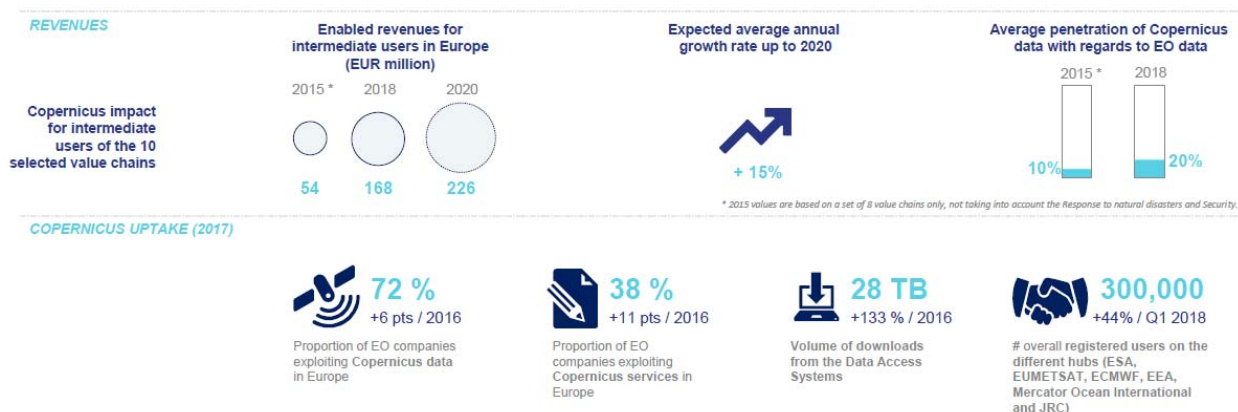 REVENUES
Enabled revenues for
intermediate users in Europe
(EUR million)
Expected average annual
growth rate up to 2020
Average penetration of Copernicus
data with regards to EO data
2015 *
2018
2020
2015 *
2018
Copernicus impact
for intermediate
users of the 10
selected value chains
54
168
226
+ 15%
10%
20%
* 2015 values are based on a set of 8 value chains only, not taking into account the Response to natural disasters and Security.
COPERNICUS UPTAKE (2017)
72 %
+6 pts / 2016
Proportion of EO companies
exploiting Copernicus data
in Europe
38 %
+11 pts / 2016
Proportion of EO
companies exploiting
Copernicus services in
Europe
28 TB
+133 % / 2016
Volume of downloads
from the Data Access
Systems
300,000
+44% / Q1 2018
# overall registered users on the
different hubs (ESA,
EUMETSAT, ECMWF, EEA,
Mercator Ocean International
and JRC)